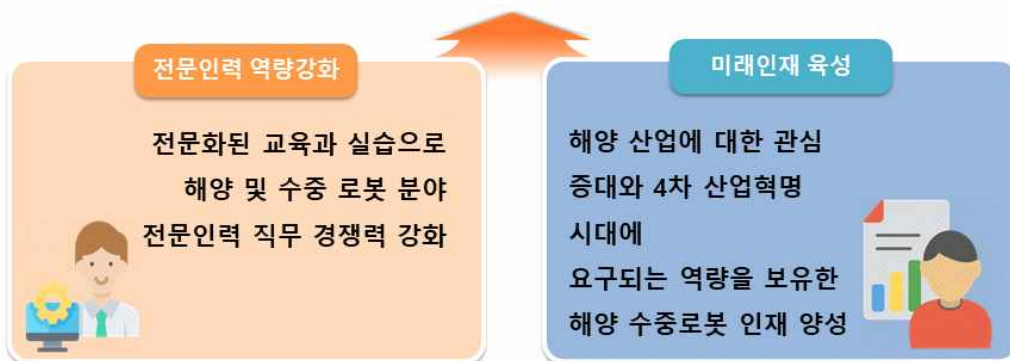 전문인력 역량강화
전문화된 교육과 실습으로
해양 및 수중 로봇 분야
전문인력 직무 경쟁력 강화
미래인재 육성
해양 산업에 대한 관심
증대와 4차 산업혁명
시대에
요구되는 역량을 보유한
해양 수중로봇 인재 양성